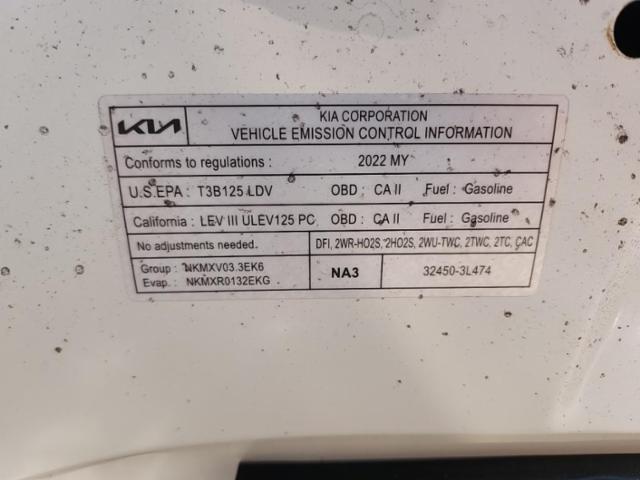 KIA KIA CORPORATION
VEHICLE EMISSION CONTROL INFORMATION
Conforms to regulations : 2022 MY
U.S.EPA : T3B125 LDV OBD : CA II Fuel : Gasoline
California : LEV III ULEV125 PC OBD : CA II Fuel : Gasoline
No adjustments needed. DFI, 2WR-HO2S, 2HO2S, 2WU-TWC, 2TWC, 2TC, CAC
Group : NKMXV03.3EK6 NA3 32450-3L474
Evap. : NKMXR0132EKG